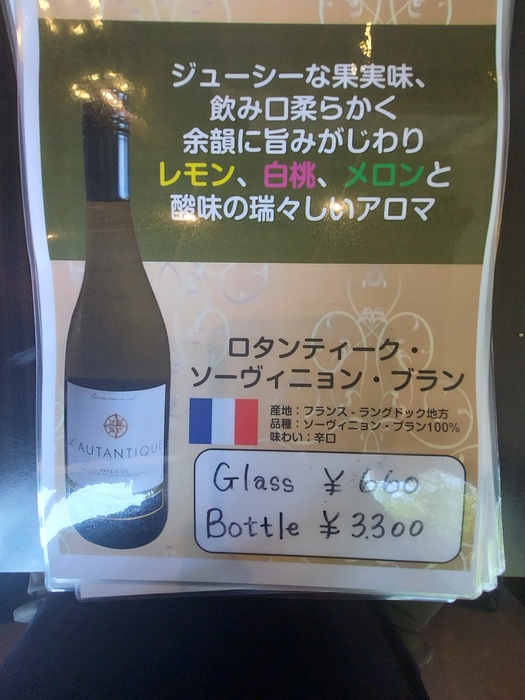 ジューシーな果実味、
飲み口柔らかく
余韻に旨みがじわり
レモン、白桃、メロンと
酸味の瑞々しいアロマ
ロタンティーク・
ソーヴィニョン・ブラン
産地：フランス・ラングドック地方
品種：ソーヴィニョン・ブラン100%
味わい：辛口
L'AUTANTIQUE
PAYS D'OC
Glass ¥ 660
Bottle ¥ 3.300